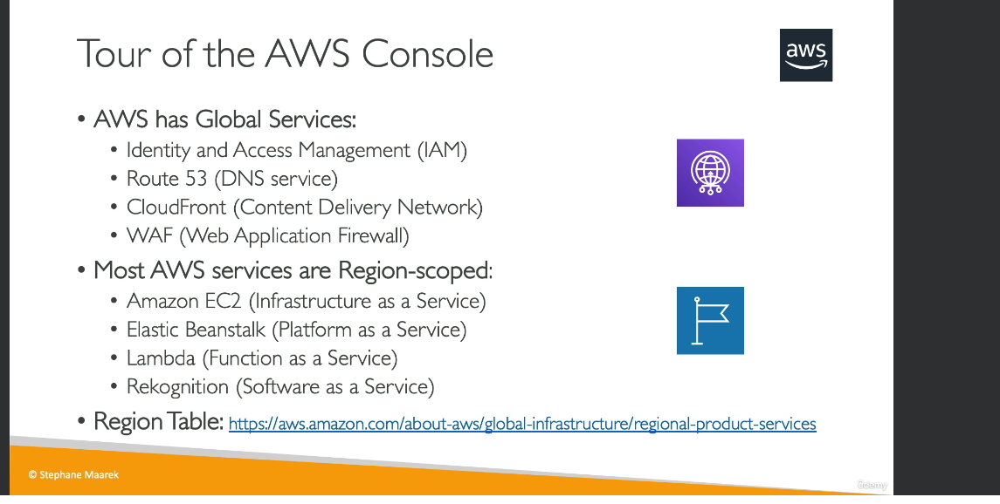 Tour of the AWS Console
aws
• AWS has Global Services:
• Identity and Access Management (IAM)
• Route 53 (DNS service)
• CloudFront (Content Delivery Network)
• WAF (Web Application Firewall)
• Most AWS services are Region-scoped:
• Amazon EC2 (Infrastructure as a Service)
• Elastic Beanstalk (Platform as a Service)
• Lambda (Function as a Service)
• Rekognition (Software as a Service)
• Region Table: https://aws.amazon.com/about-aws/global-infrastructure/regional-product-services
© Stephane Maarek
ûdemy